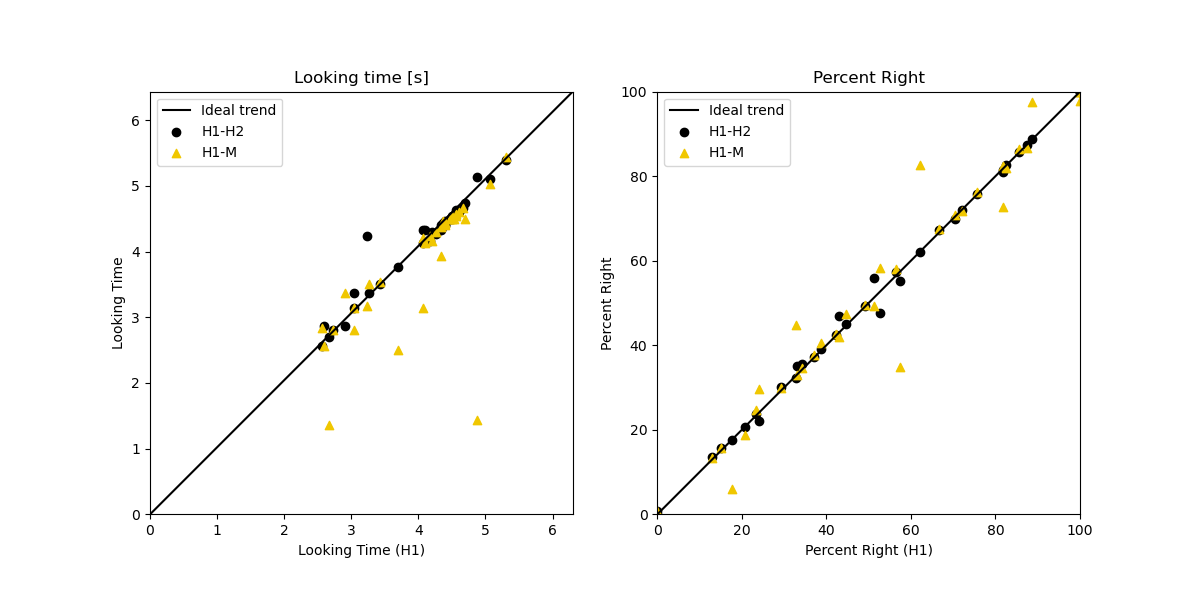 Looking time [s]
Ideal trend
H1-H2
H1-M
Looking Time
6
5
4
3
2
1
0
0 1 2 3 4 5 6
Looking Time (H1)
Percent Right
Ideal trend
H1-H2
H1-M
Percent Right
100
80
60
40
20
0
0 20 40 60 80 100
Percent Right (H1)